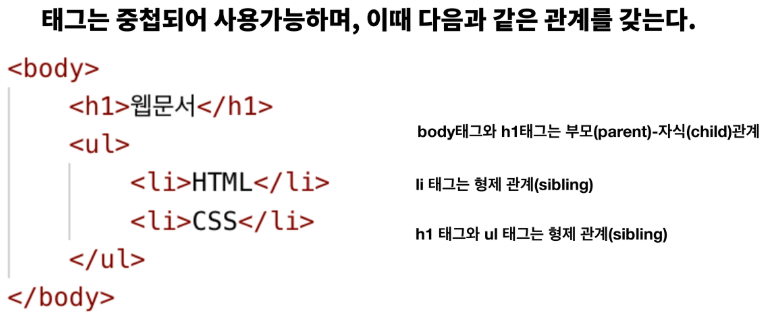 태그는 중첩되어 사용가능하며, 이때 다음과 같은 관계를 갖는다.
<body>
<h1>웹문서</h1>
<ul>
<li>HTML</li>
<li>CSS</li>
</ul>
</body>
body태그와 h1태그는 부모(parent)-자식(child)관계
li 태그는 형제 관계(sibling)
h1 태그와 ul 태그는 형제 관계(sibling)